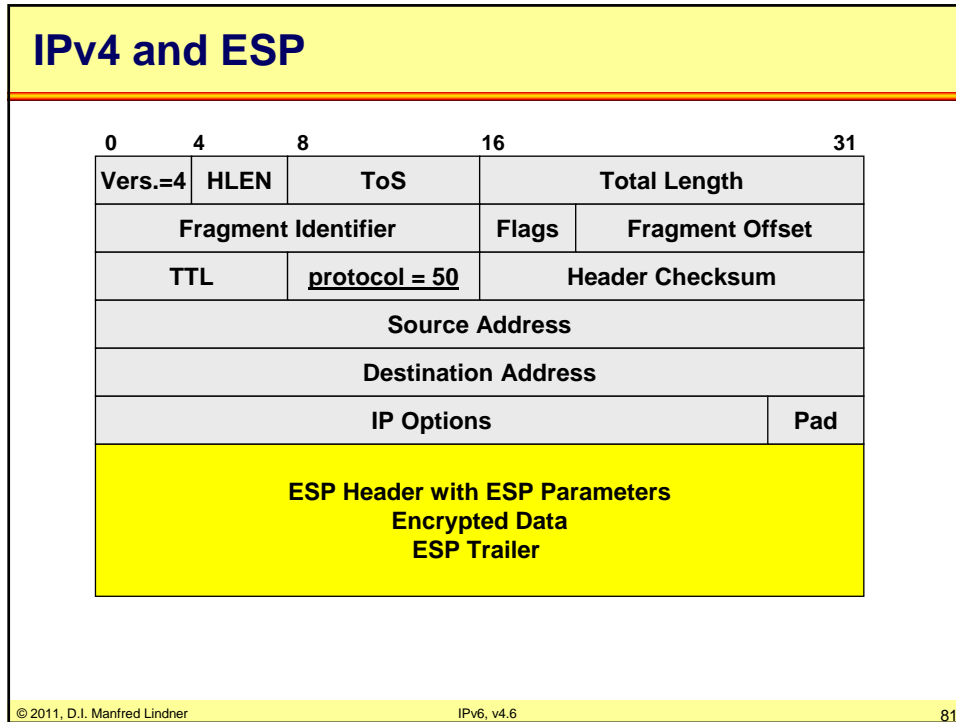 IPv4 and ESP
0 4 8 16 31
Vers.=4 HLEN ToS Total Length
Fragment Identifier Flags Fragment Offset
TTL protocol = 50 Header Checksum
Source Address
Destination Address
IP Options Pad
ESP Header with ESP Parameters
Encrypted Data
ESP Trailer
© 2011, D.I. Manfred Lindner IPv6, v4.6 81